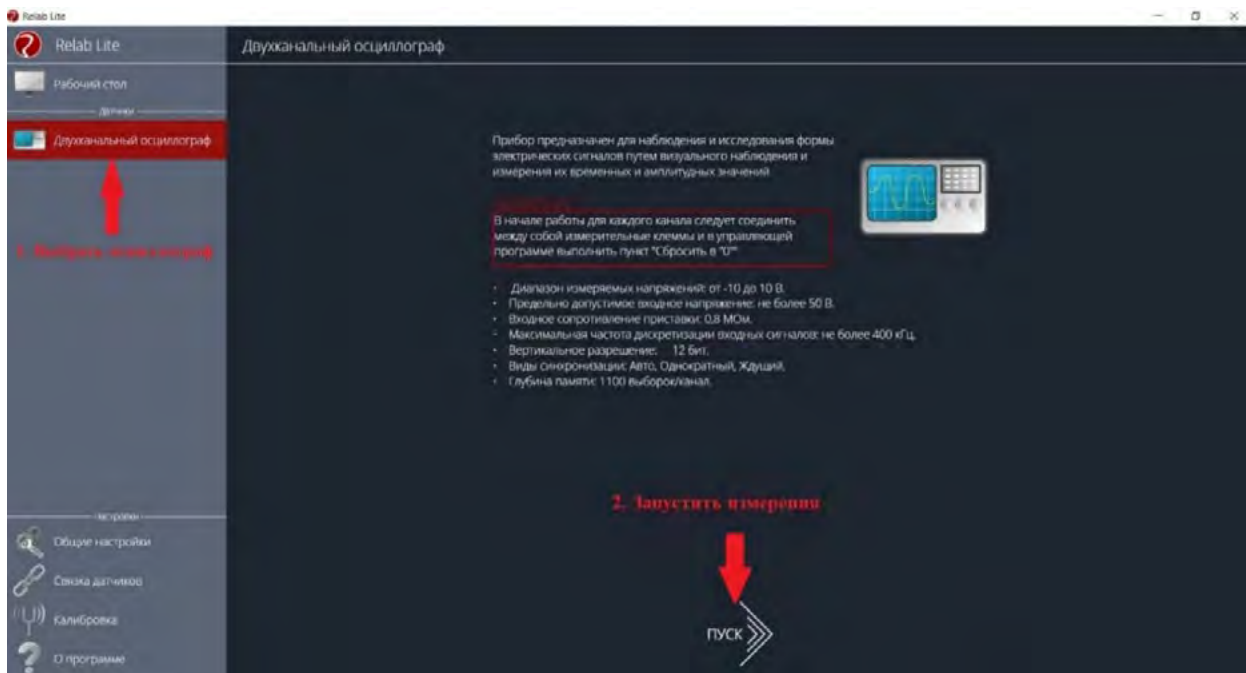 Relab Lite
Relab Lite
Двухканальный осциллограф
Рабочий стол
Датчики
Двухканальный осциллограф
1. Выбрать осциллограф
Прибор предназначен для наблюдения и исследования формы
электрических сигналов путем визуального наблюдения и
измерения их временных и амплитудных значений.
В начале работы для каждого канала следует соединить
между собой измерительные клеммы и в управляющей
программе выполнить пункт "Сбросить в "0""
- Диапазон измеряемых напряжений: от -10 до 10 В.
- Предельно допустимое входное напряжение: не более 50 В.
- Входное сопротивление приставки: 0,8 МОм.
- Максимальная частота дискретизации входных сигналов: не более 400 кГц.
- Вертикальное разрешение: 12 бит.
- Виды синхронизации: Авто, Однократный, Ждущий.
- Глубина памяти: 1100 выборок/канал.
2. Запустить измерения
ПУСК
Настройки
Общие настройки
Связка датчиков
Калибровка
О программе